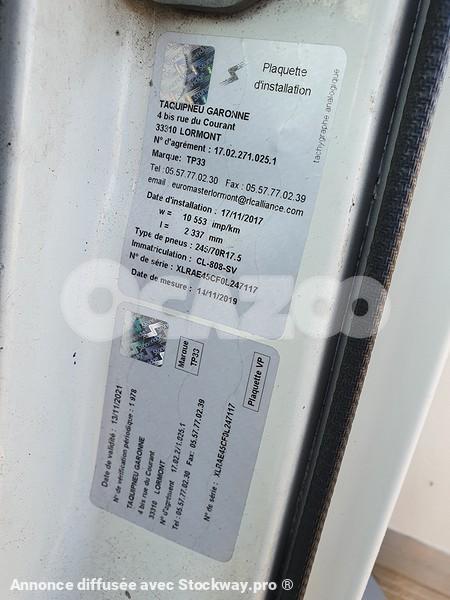 Plaquette
d'installation
tachygraphe analogique
TAQUIPNEU GARONNE
4 bis rue du Courant
33310 LORMONT
N° d'agrément : 17.02.271.025.1
Marque: TP33
Tel : 05.57.77.02.30 Fax : 05.57.77.02.39
email : euromasterlormont@rlcalliance.com
Date d'installation : 17/11/2017
w = 10 553 imp/km
l = 2 337 mm
Type de pneus : 245/70R17.5
Immatriculation : CL-808-SV
N° de série : XLRAE45CF0L247117
Date de mesure : 14/11/2019
OCAZOO
Marque
TP33
Plaquette VP
Date de validité : 13/11/2021
N° de vérification périodique : 1 978
TAQUIPNEU GARONNE
4 bis rue du Courant
33310 LORMONT
N° d'agrément 17.02.271.025.1
Tel : 05.57.77.02.30 Fax: 05.57.77.02.39
N° de série : XLRAE45CF0L247117
Annonce diffusée avec Stockway.pro ®